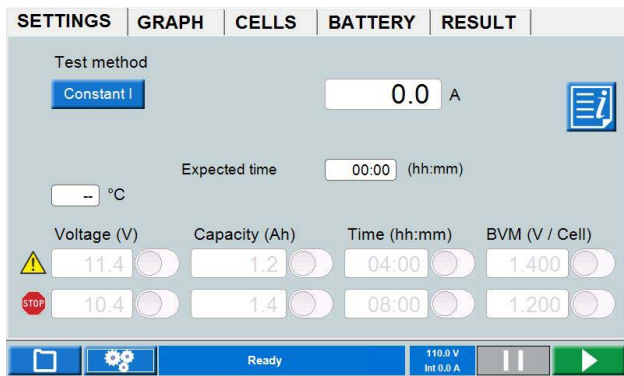 SETTINGS GRAPH CELLS BATTERY RESULT
Test method
Constant I 0.0 A
i
Expected time 00:00 (hh:mm)
-- °C
Voltage (V) Capacity (Ah) Time (hh:mm) BVM (V / Cell)
11.4 1.2 04:00 1.400
STOP 10.4 1.4 08:00 1.200
Ready 110.0 V
Int 0.0 A